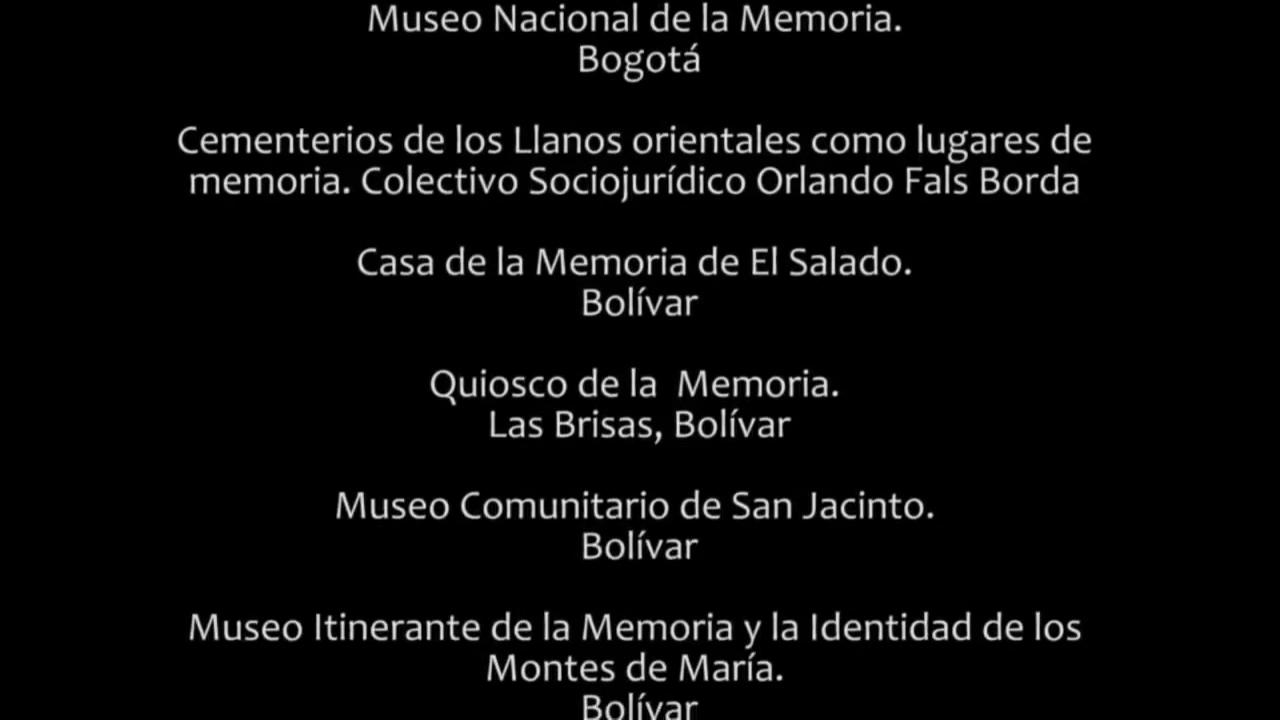 Museo Nacional de la Memoria.
Bogotá
Cementerios de los Llanos orientales como lugares de
memoria. Colectivo Sociojurídico Orlando Fals Borda
Casa de la Memoria de El Salado.
Bolívar
Quiosco de la  Memoria.
Las Brisas, Bolívar
Museo Comunitario de San Jacinto.
Bolívar
Museo Itinerante de la Memoria y la Identidad de los
Montes de María.
Bolívar